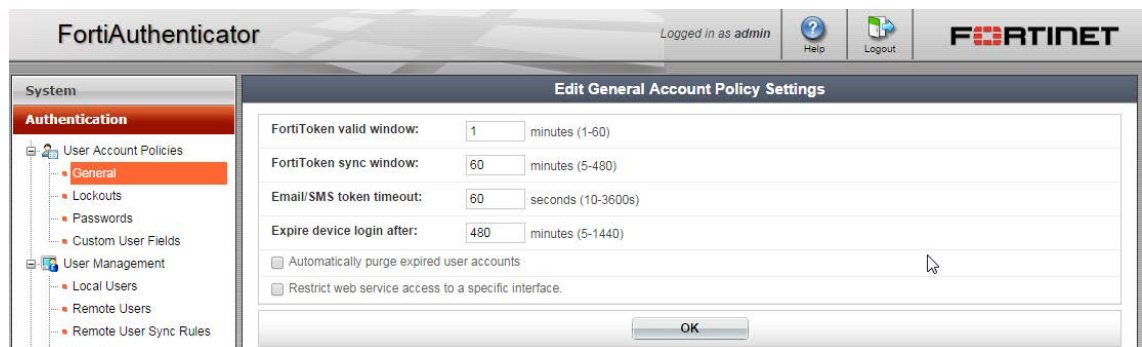 FortiAuthenticator
Logged in as admin
Help
Logout
FORTINET
System
Authentication
User Account Policies
General
Lockouts
Passwords
Custom User Fields
User Management
Local Users
Remote Users
Remote User Sync Rules
Edit General Account Policy Settings
FortiToken valid window: 1 minutes (1-60)
FortiToken sync window: 60 minutes (5-480)
Email/SMS token timeout: 60 seconds (10-3600s)
Expire device login after: 480 minutes (5-1440)
Automatically purge expired user accounts
Restrict web service access to a specific interface.
OK